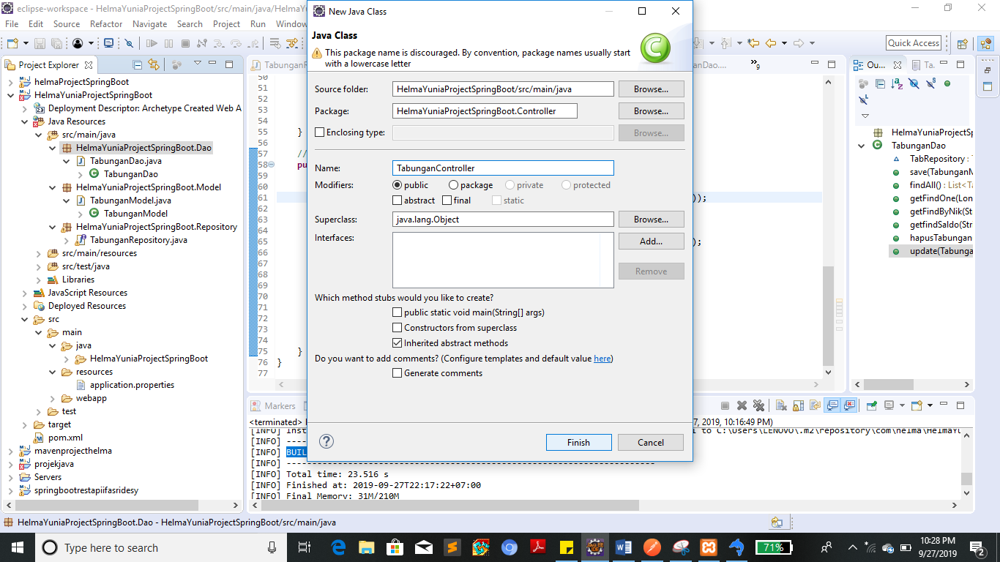 eclipse-workspace - HelmaYuniaProjectSpringBoot/src/main/java/HelmaY
File Edit Source Refactor Navigate Search Project Run Window
Quick Access
Project Explorer
helmaProjectSpringBoot
HelmaYuniaProjectSpringBoot
Deployment Descriptor: Archetype Created Web A
Java Resources
src/main/java
HelmaYuniaProjectSpringBoot.Dao
TabunganDao.java
TabunganDao
HelmaYuniaProjectSpringBoot.Model
TabunganModel.java
TabunganModel
HelmaYuniaProjectSpringBoot.Repository
TabunganRepository.java
src/main/resources
src/test/java
Libraries
JavaScript Resources
Deployed Resources
src
main
java
HelmaYuniaProjectSpringBoot
resources
application.properties
webapp
test
target
pom.xml
mavenprojecthelma
projekjava
Servers
springbootrestapiifasridesy
TabunganR
nDao....
»9
50
51
52
53
54
55 }
56
57 //
58 pu
59
60
61 ));
62
63
64
65 );
66
67
68
69
70
71
72
73
74
75 }
76 }
77
New Java Class
Java Class
This package name is discouraged. By convention, package names usually start
with a lowercase letter
Source folder: HelmaYuniaProjectSpringBoot/src/main/java Browse...
Package: HelmaYuniaProjectSpringBoot.Controller Browse...
Enclosing type: Browse...
Name: TabunganController
Modifiers: public package private protected
abstract final static
Superclass: java.lang.Object Browse...
Interfaces: Add...
Remove
Which method stubs would you like to create?
public static void main(String[] args)
Constructors from superclass
Inherited abstract methods
Do you want to add comments? (Configure templates and default value here)
Generate comments
Finish Cancel
Ou... Ta.
HelmaYuniaProjectSp
TabunganDao
TabRepository : T
save(TabunganM
findAll() : List<Ta
getFindOne(Lon
getFindByNik(St
getfindSaldo(Str
hapusTabungan
update(Tabunga
Markers
<terminated> 7, 2019, 10:16:49 PM)
[INFO] Inst l to C:\Users\LENOVO\.m2\repository\com\helma\HelmaYu
[INFO] ----
[INFO] BUIL
[INFO] ------------------------------------------------------------------------
[INFO] Total time: 23.516 s
[INFO] Finished at: 2019-09-27T22:17:22+07:00
[INFO] Final Memory: 31M/210M
HelmaYuniaProjectSpringBoot.Dao - HelmaYuniaProjectSpringBoot/src/main/java
Type here to search
71%
10:28 PM
9/27/2019
2